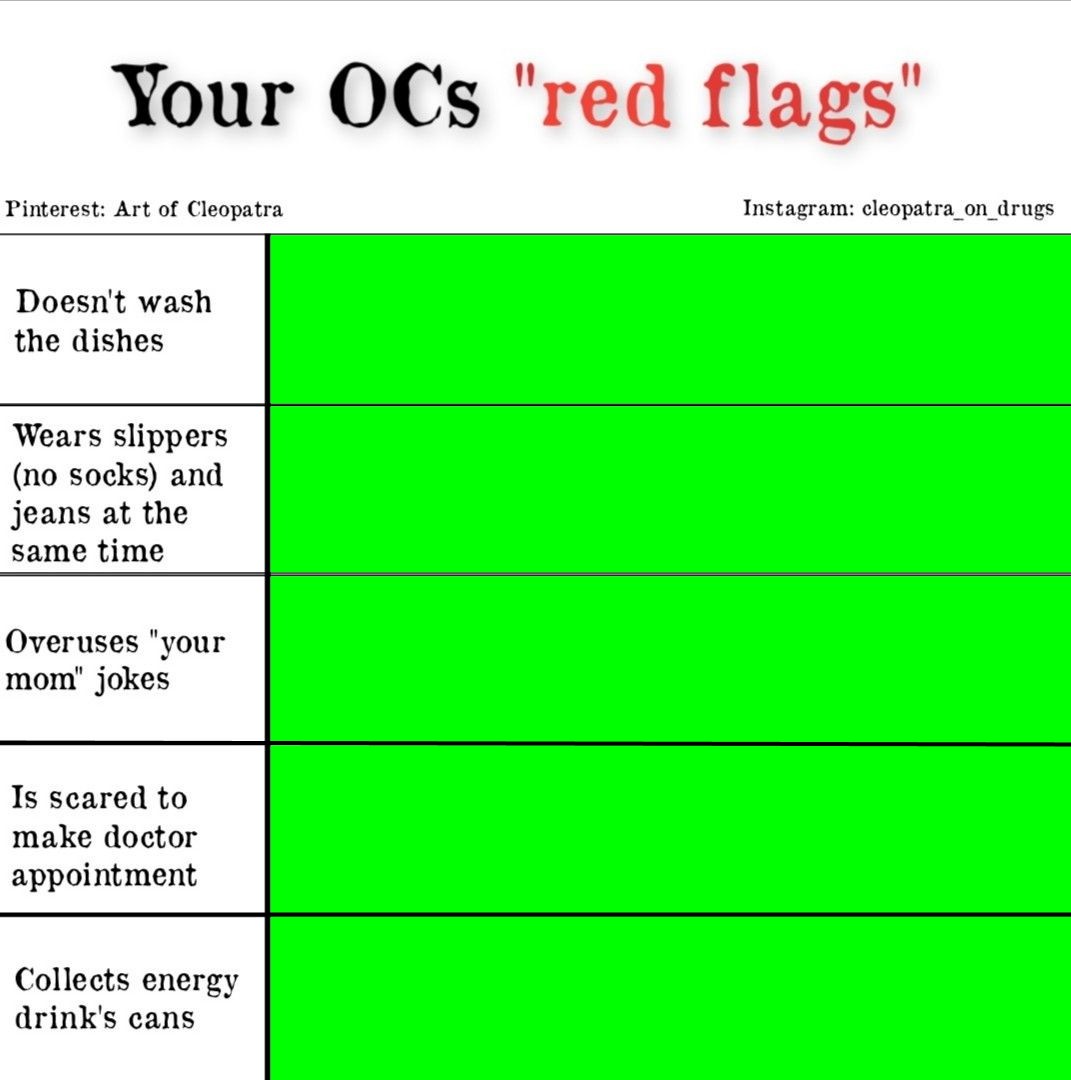 Your OCs "red flags"
Pinterest: Art of Cleopatra
Instagram: cleopatra_on_drugs
Doesn't wash
the dishes
Wears slippers
(no socks) and
jeans at the
same time
Overuses "your
mom" jokes
Is scared to
make doctor
appointment
Collects energy
drink's cans